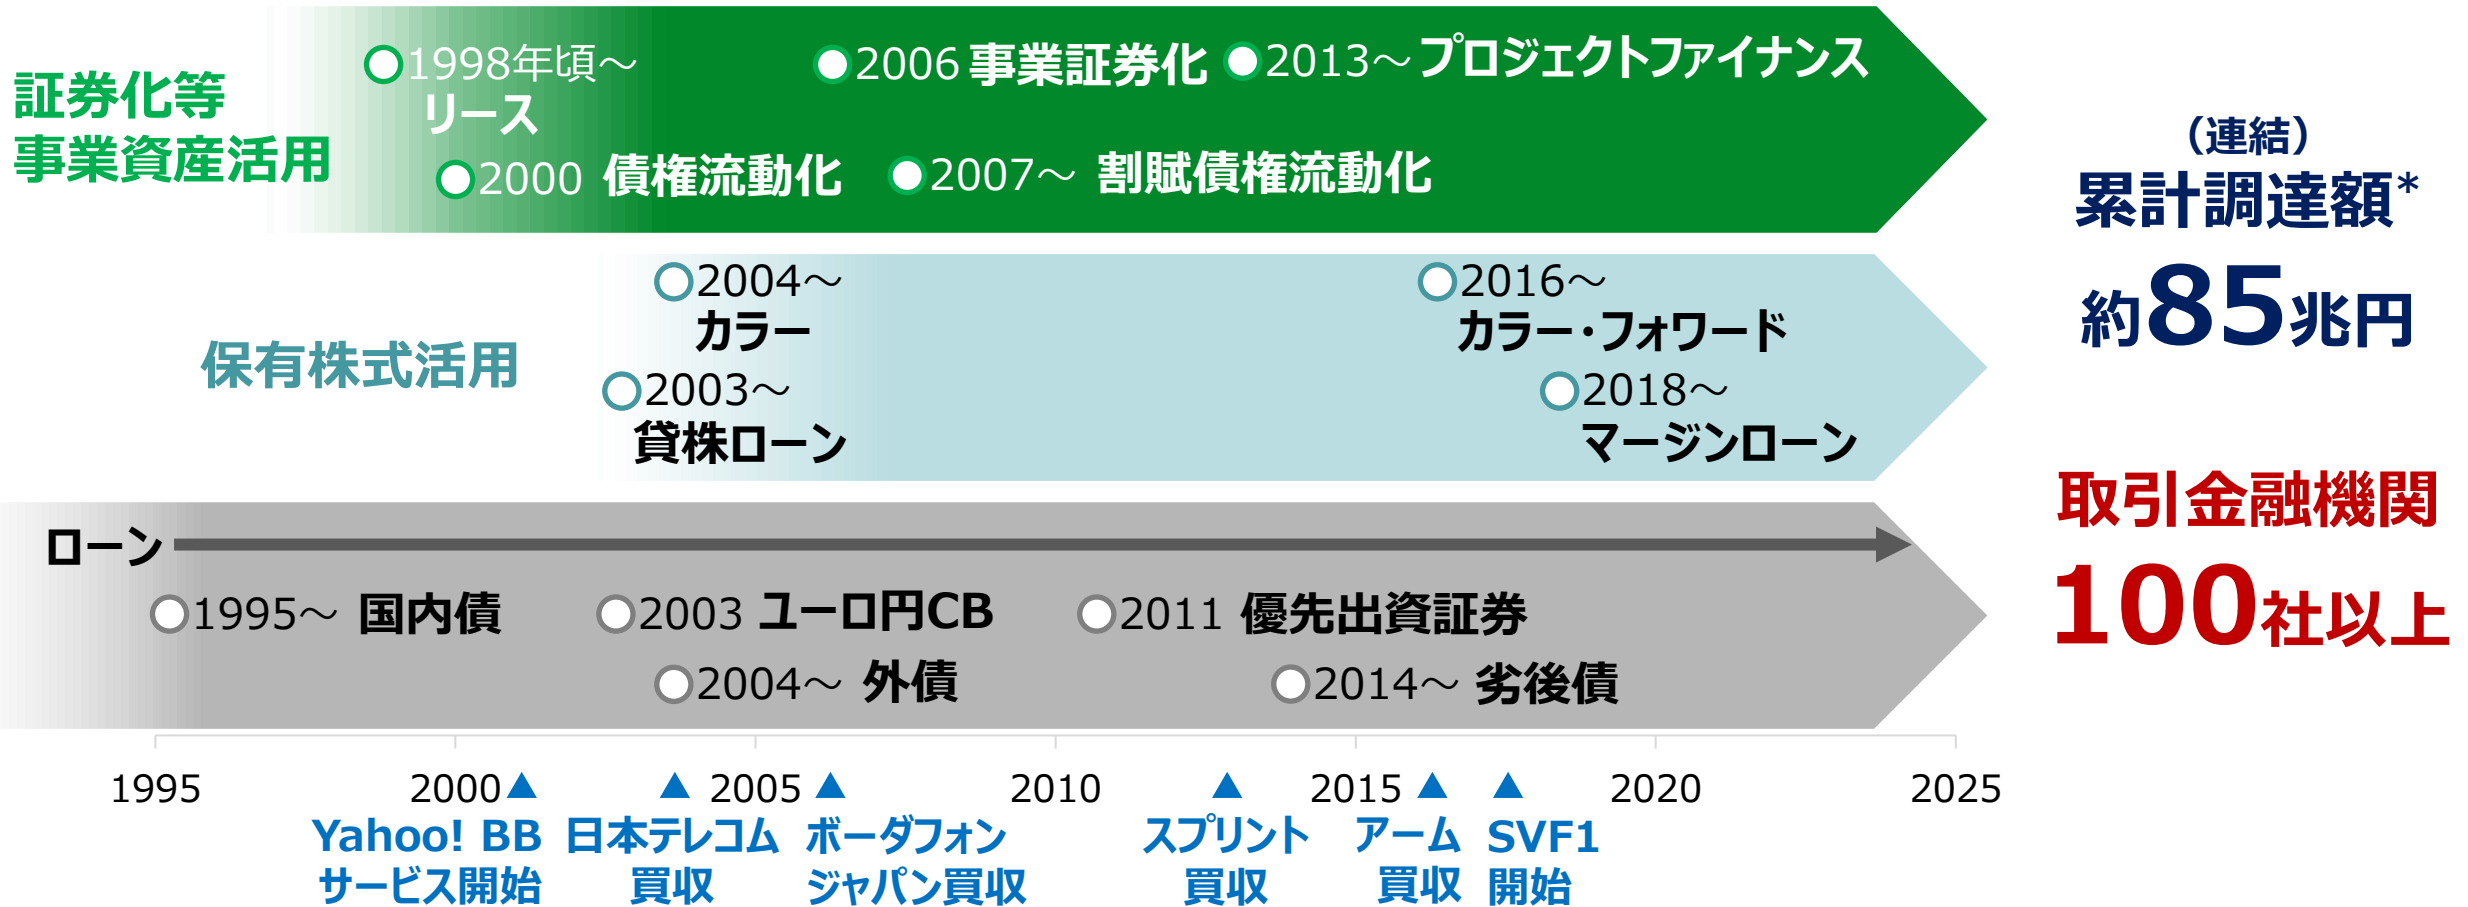 証券化等
事業資産活用
1998年頃～
リース
2006 事業証券化
2013～プロジェクトファイナンス
2000 債権流動化
2007～ 割賦債権流動化
保有株式活用
2004～
カラー
2016～
カラー・フォワード
2003～
貸株ローン
2018～
マージンローン
ローン
1995～ 国内債
2003 ユーロ円CB
2011 優先出資証券
2004～ 外債
2014～ 劣後債
1995 2000 2005 2010 2015 2020 2025
Yahoo! BB
サービス開始
日本テレコム
買収
ボーダフォン
ジャパン買収
スプリント
買収
アーム
買収
SVF1
開始
（連結）
累計調達額*
約85兆円
取引金融機関
100社以上